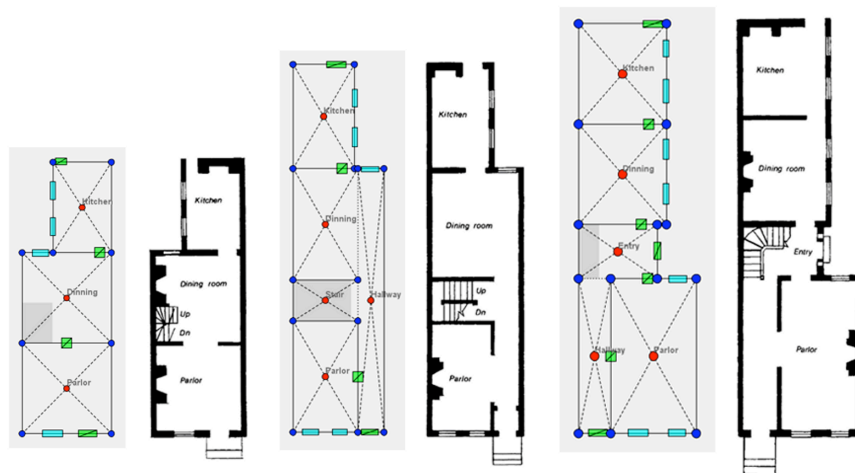 Kitchen
Dinning
Parlor
Kitchen
Dining room
Up
Dn
Parlor
Kitchen
Dinning
Stair
Hallway
Parlor
Kitchen
Dining room
Up
Dn
Parlor
Kitchen
Dinning
Entry
Hallway
Parlor
Kitchen
Dining room
Entry
Parlor